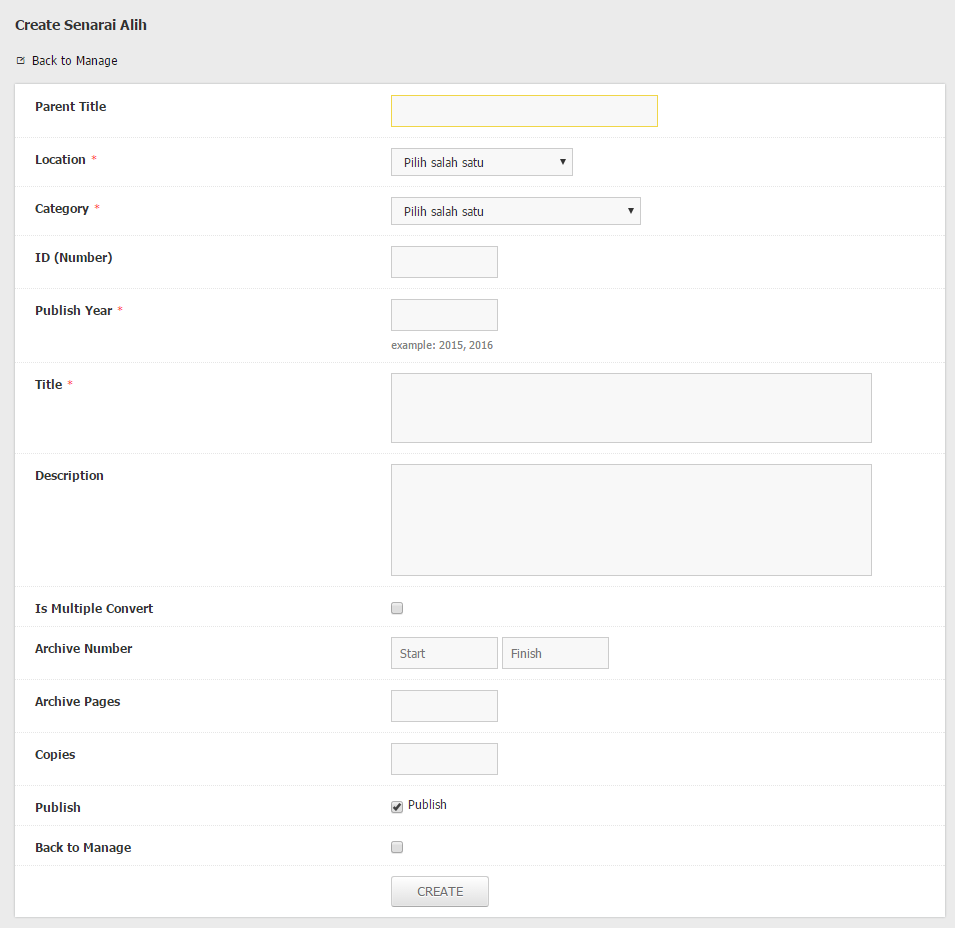 Create Senarai Alih
Back to Manage
Parent Title
Location *
Pilih salah satu
Category *
Pilih salah satu
ID (Number)
Publish Year *
example: 2015, 2016
Title *
Description
Is Multiple Convert
Archive Number
Start Finish
Archive Pages
Copies
Publish
Publish
Back to Manage
CREATE